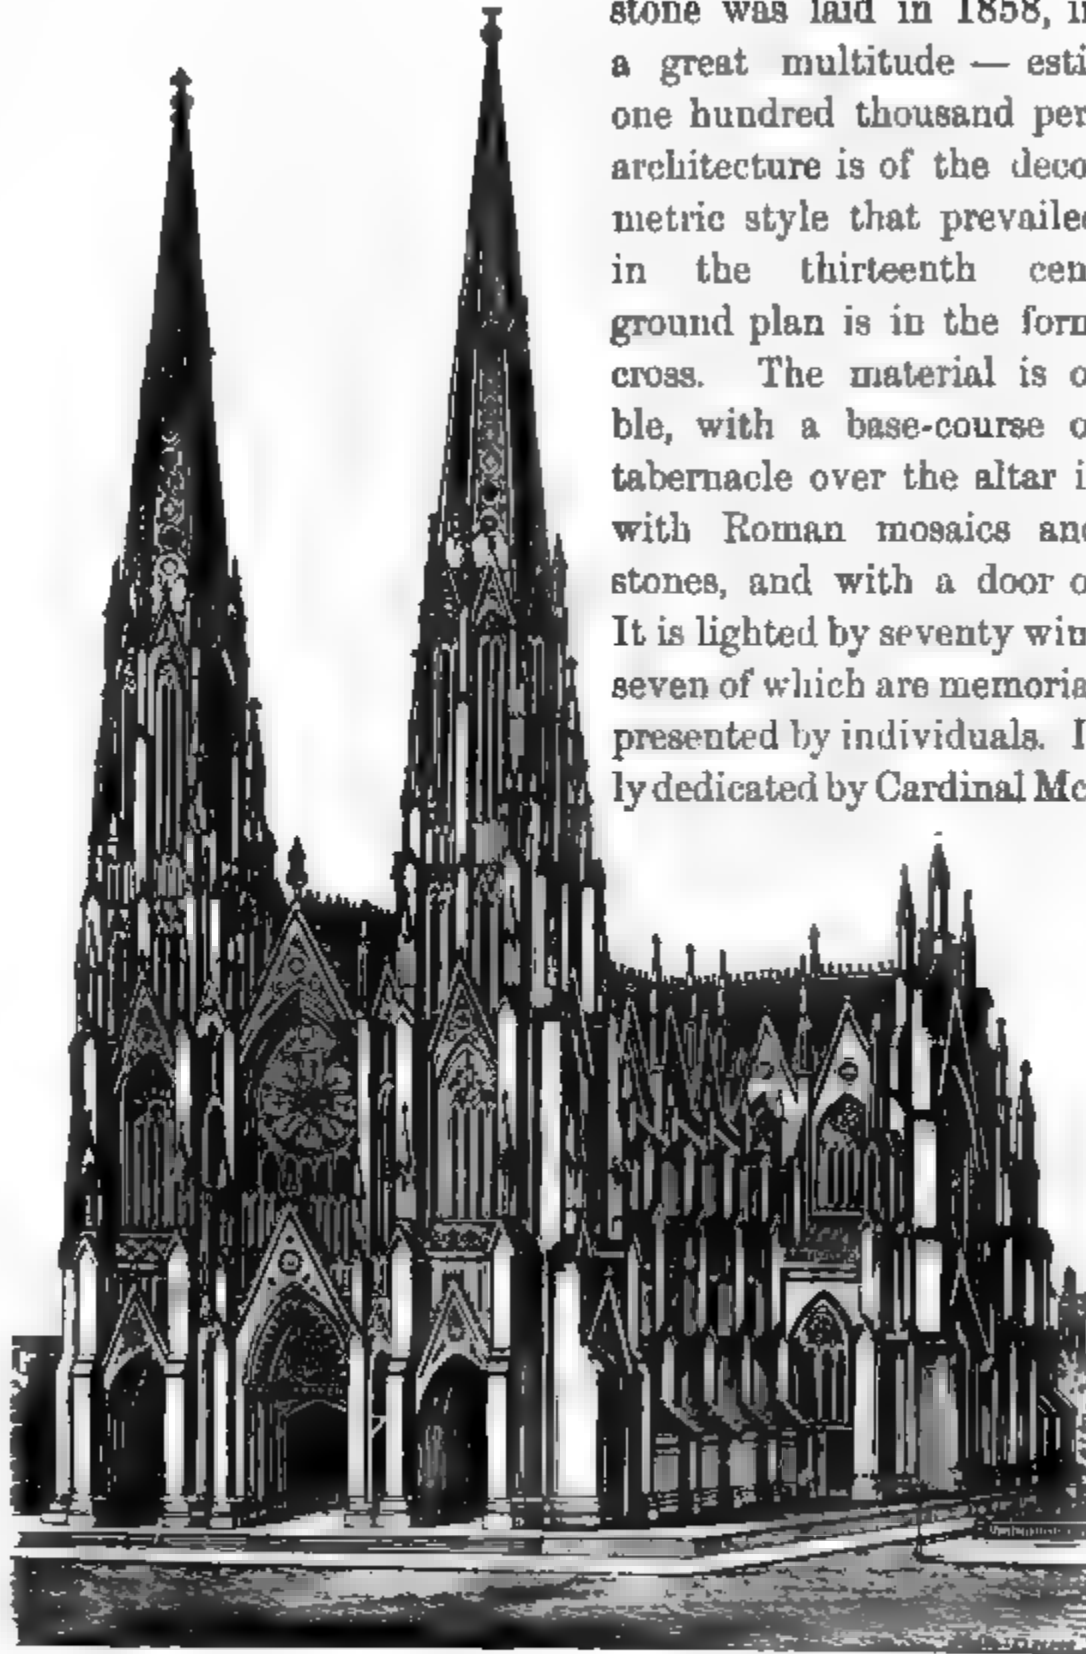 stone was laid in 1858, i
a great multitude — esti
one hundred thousand per
architecture is of the deco
metric style that prevaile
in the thirteenth cen
ground plan is in the for
cross. The material is o
ble, with a base-course o
tabernacle over the altar i
with Roman mosaics and
stones, and with a door o
It is lighted by seventy win
seven of which are memoria
presented by individuals. I
ly dedicated by Cardinal Mc